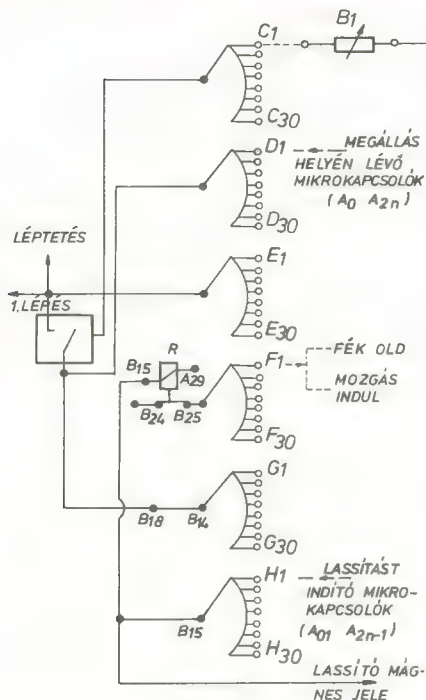 C1
B1
C30
D1
MEGÁLLÁS
HELYÉN LÉVŐ
MIKROKAPCSOLÓK
(A0 A2n)
D30
LÉPTETÉS
E1
1. LÉPÉS
E30
R
B15
A29
F1
FÉK OLD
MOZGÁS
INDUL
B24
B25
F30
G1
B18
B14
G30
H1
LASSÍTÁST
INDÍTÓ MIKRO-
KAPCSOLÓK
(A01 A2n-1)
B15
H30
LASSÍTÓ MÁG-
NES JELE